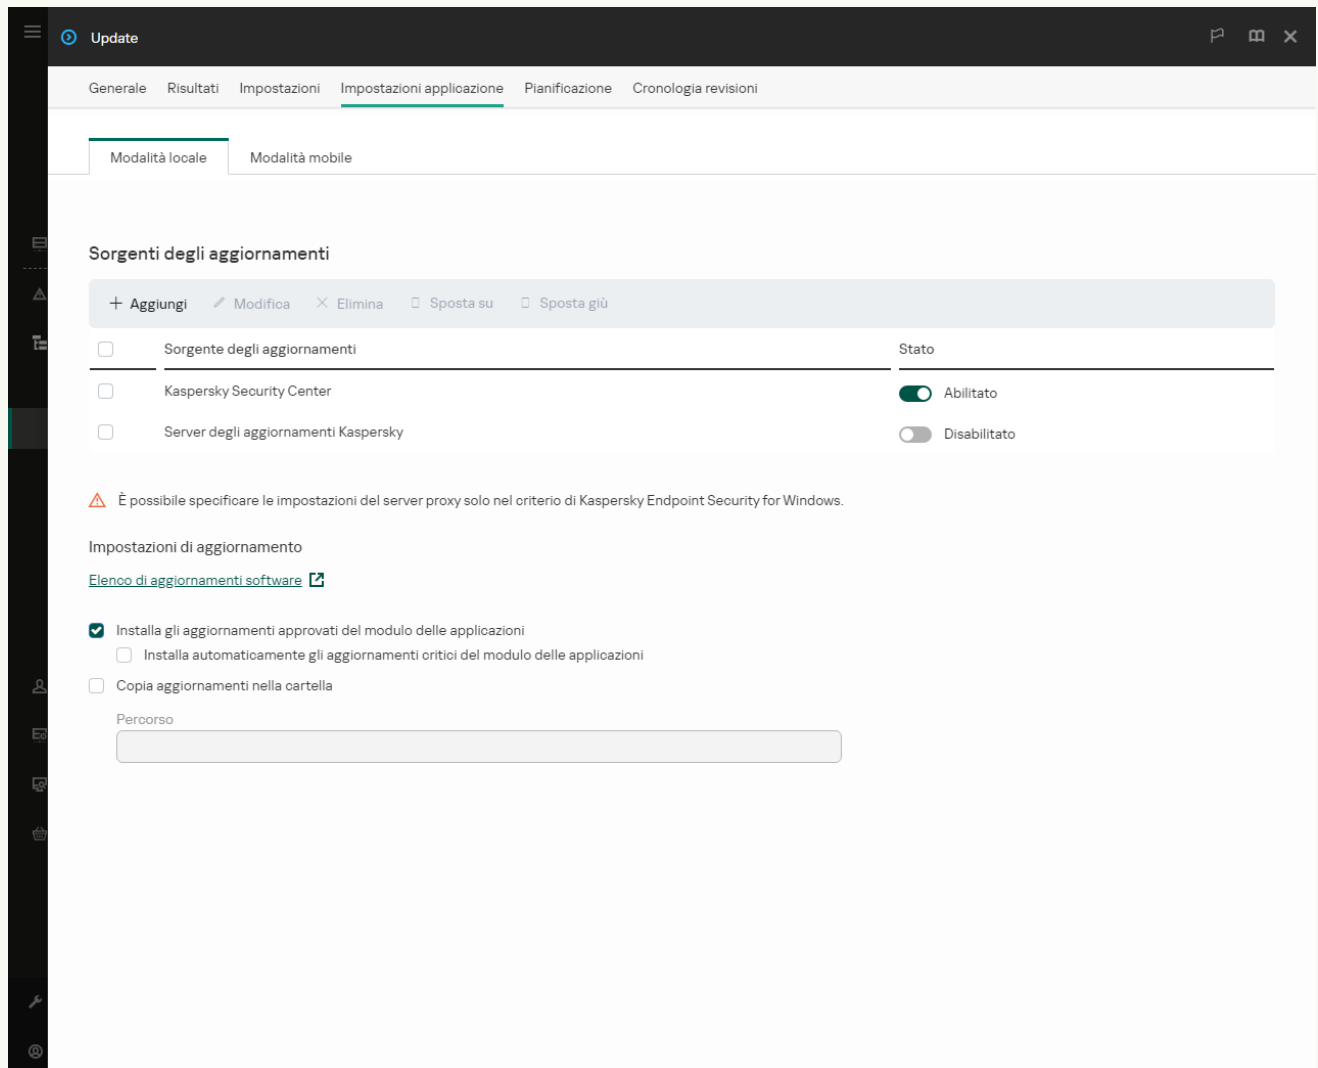 Update
Generale Risultati Impostazioni Impostazioni applicazione Pianificazione Cronologia revisioni
Modalità locale Modalità mobile
Sorgenti degli aggiornamenti
Aggiungi Modifica Elimina Sposta su Sposta giù
Sorgente degli aggiornamenti Stato
Kaspersky Security Center Abilitato
Server degli aggiornamenti Kaspersky Disabilitato
È possibile specificare le impostazioni del server proxy solo nel criterio di Kaspersky Endpoint Security for Windows.
Impostazioni di aggiornamento
Elenco di aggiornamenti software
Installa gli aggiornamenti approvati del modulo delle applicazioni
Installa automaticamente gli aggiornamenti critici del modulo delle applicazioni
Copia aggiornamenti nella cartella
Percorso